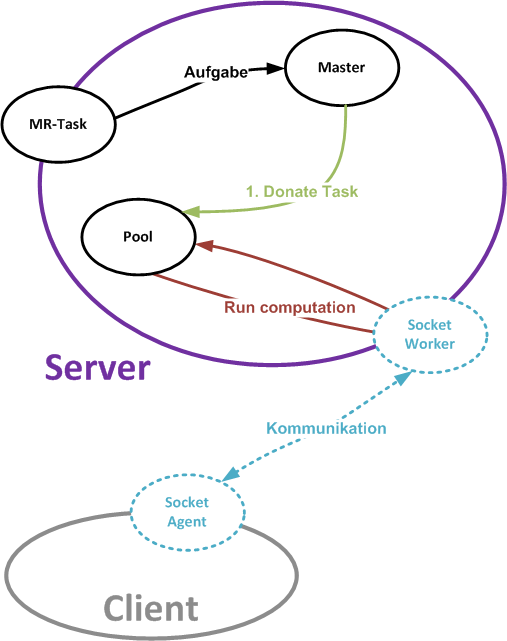 Master
Aufgabe
MR-Task
1. Donate Task
Pool
Run computation
Socket
Worker
Server
Kommunikation
Socket
Agent
Client